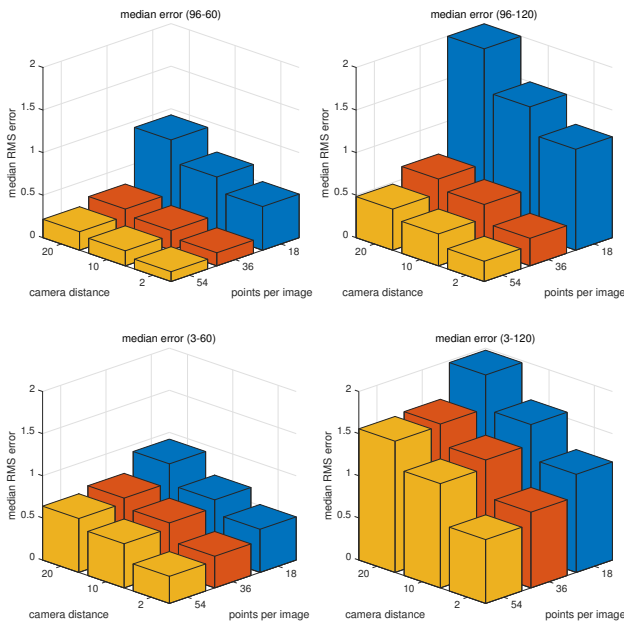 median error (96-60)
2
1.5
1
0.5
0
median RMS error
20
10
2
camera distance
54
36
18
points per image
median error (96-120)
2
1.5
1
0.5
0
median RMS error
20
10
2
camera distance
54
36
18
points per image
median error (3-60)
2
1.5
1
0.5
0
median RMS error
20
10
2
camera distance
54
36
18
points per image
median error (3-120)
2
1.5
1
0.5
0
median RMS error
20
10
2
camera distance
54
36
18
points per image